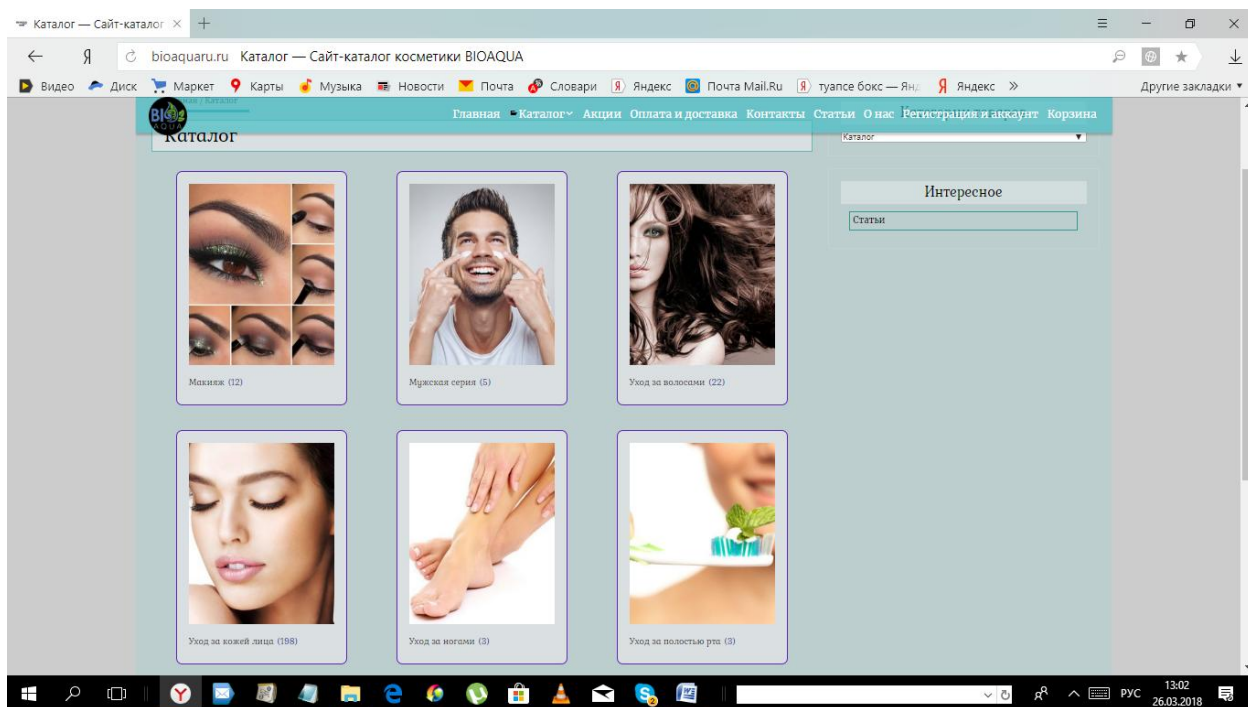 Каталог — Сайт-каталог
bioaquaru.ru Каталог — Сайт-каталог косметики BIOAQUA
Видео Диск Маркет Карты Музыка Новости Почта Словари Яндекс Почта Mail.Ru туапсе бокс — Ян Яндекс Другие закладки
BIO AQUA
Главная Каталог Акции Оплата и доставка Контакты Статьи О нас Регистрация и аккаунт Корзина
Каталог
Каталог
Интересное
Статьи
Макияж (12) Мужская серия (5) Уход за волосами (22)
Уход за кожей лица (198) Уход за ногами (3) Уход за полостью рта (3)
РУС
13:02
26.03.2018